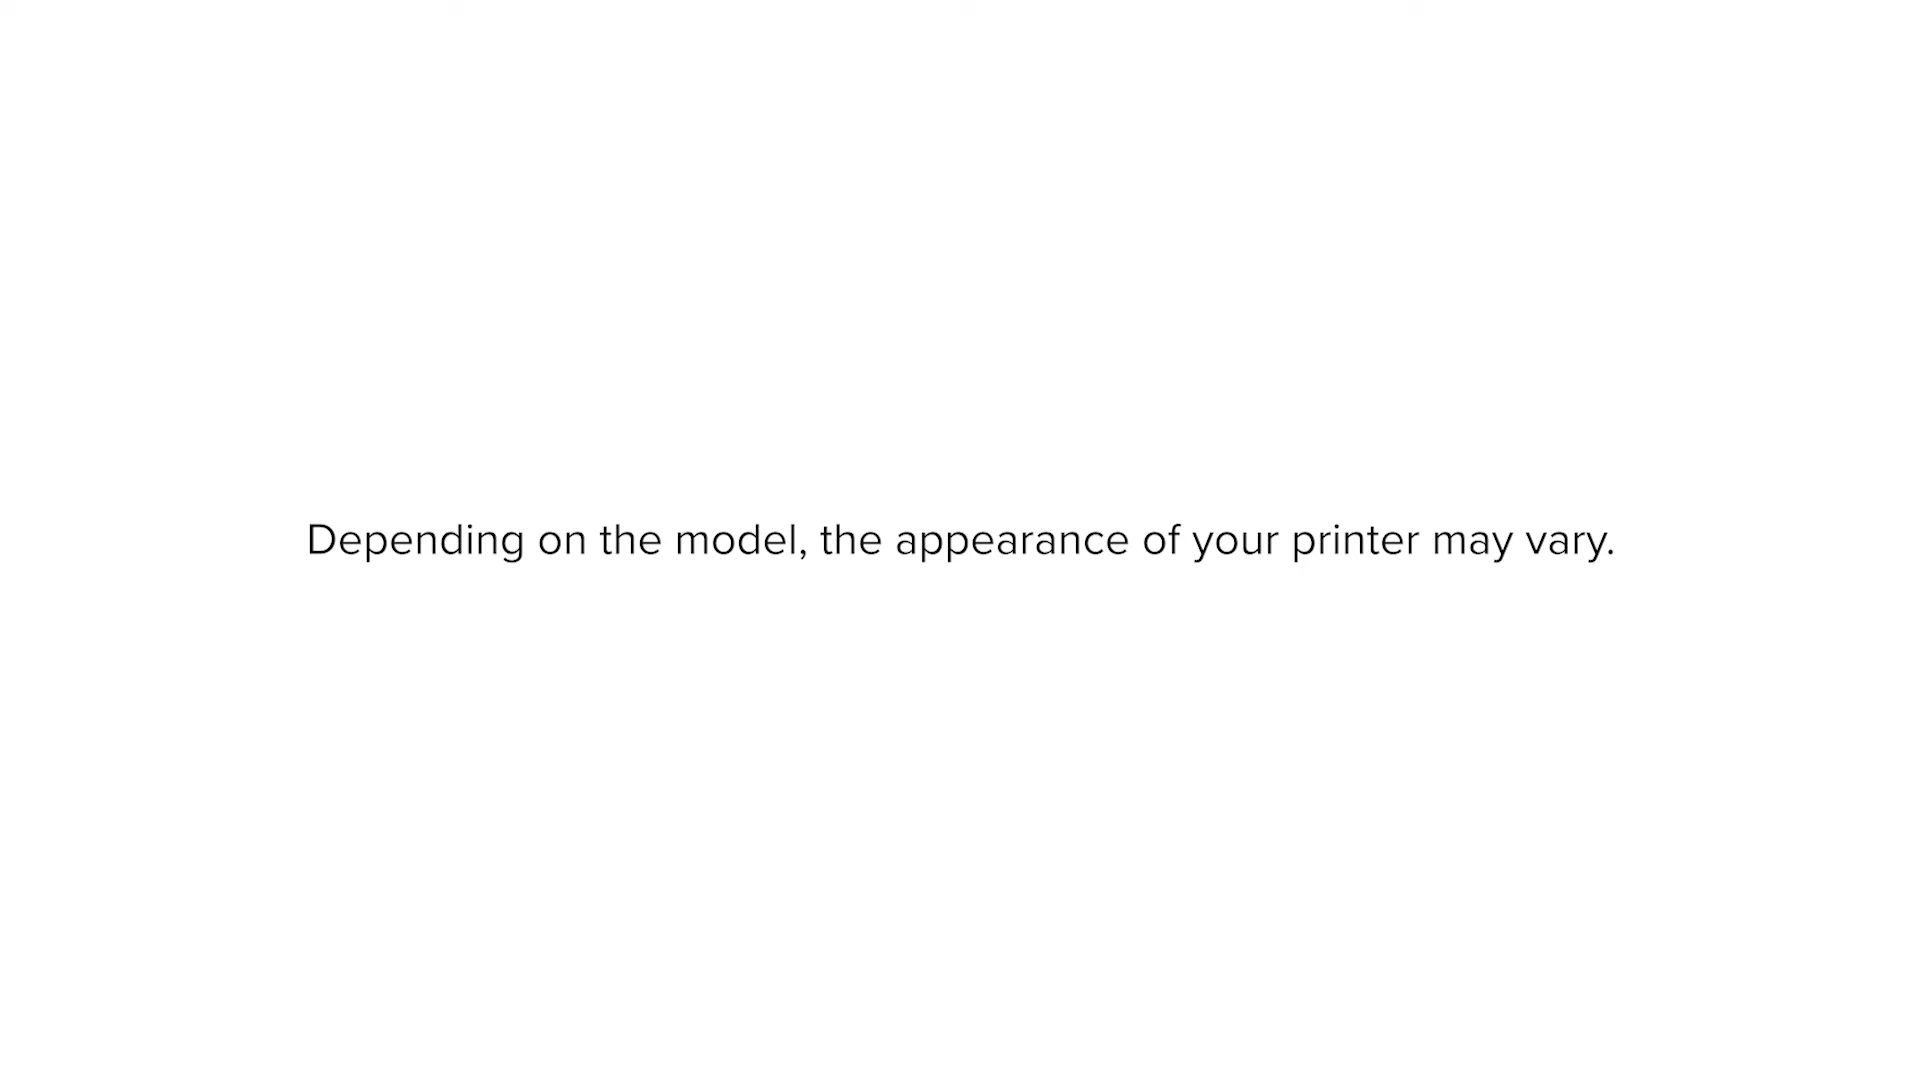 Depending on the model, the appearance of your printer may vary.